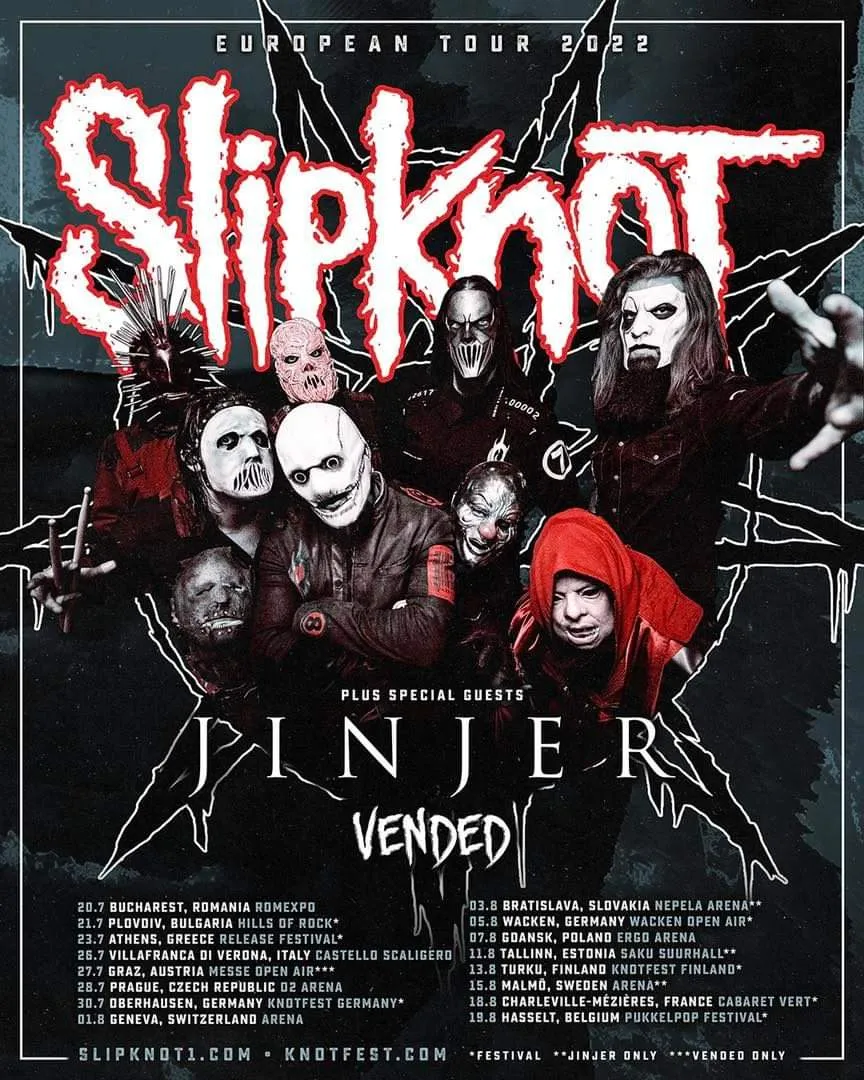 EUROPEAN TOUR 2022
Slipknot
.00002
7
8
PLUS SPECIAL GUESTS
JINJER
VENDED
20.7 BUCHAREST, ROMANIA ROMEXPO
21.7 PLOVDIV, BULGARIA HILLS OF ROCK*
23.7 ATHENS, GREECE RELEASE FESTIVAL*
26.7 VILLAFRANCA DI VERONA, ITALY CASTELLO SCALIGERO
27.7 GRAZ, AUSTRIA MESSE OPEN AIR***
28.7 PRAGUE, CZECH REPUBLIC O2 ARENA
30.7 OBERHAUSEN, GERMANY KNOTFEST GERMANY*
01.8 GENEVA, SWITZERLAND ARENA
03.8 BRATISLAVA, SLOVAKIA NEPELA ARENA**
05.8 WACKEN, GERMANY WACKEN OPEN AIR*
07.8 GDANSK, POLAND ERGO ARENA
11.8 TALLINN, ESTONIA SAKU SUURHALL**
13.8 TURKU, FINLAND KNOTFEST FINLAND*
15.8 MALMÖ, SWEDEN ARENA**
18.8 CHARLEVILLE-MÉZIÈRES, FRANCE CABARET VERT*
19.8 HASSELT, BELGIUM PUKKELPOP FESTIVAL*
SLIPKNOT1.COM • KNOTFEST.COM *FESTIVAL **JINJER ONLY ***VENDED ONLY